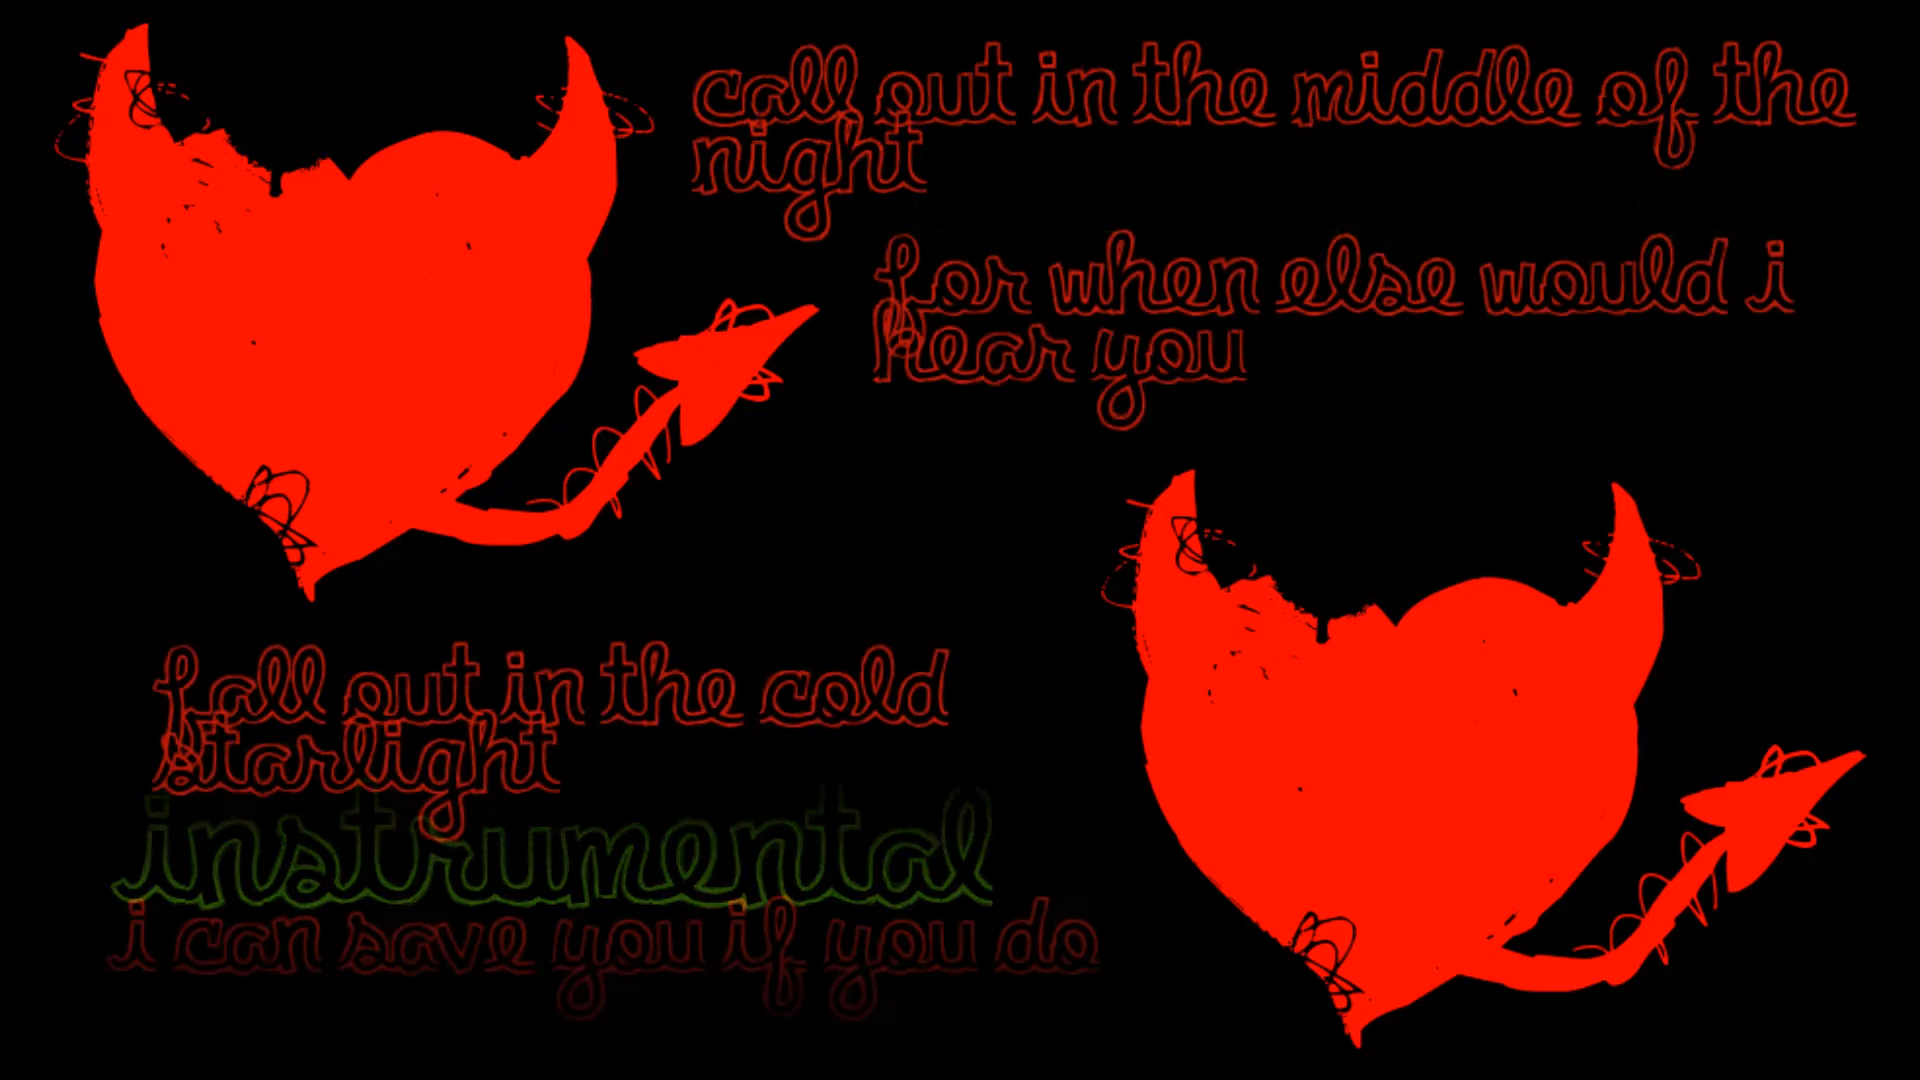 call out in the middle of the
night
for when else would i
hear you
fall out in the cold
starlight
instrumental
i can save you if you do